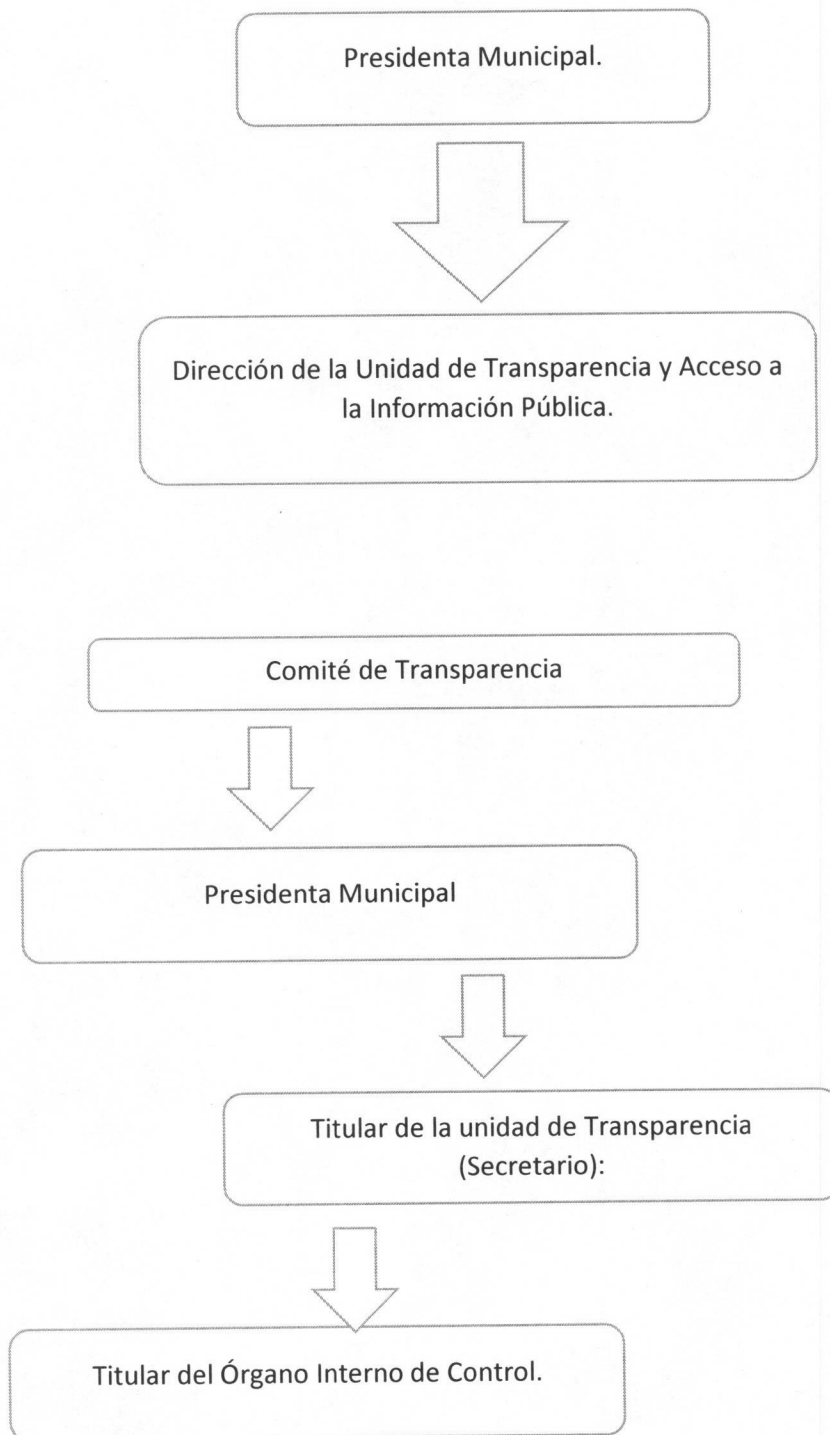 Presidenta Municipal.
Dirección de la Unidad de Transparencia y Acceso a
la Información Pública.
Comité de Transparencia
Presidenta Municipal
Titular de la unidad de Transparencia
(Secretario):
Titular del Órgano Interno de Control.